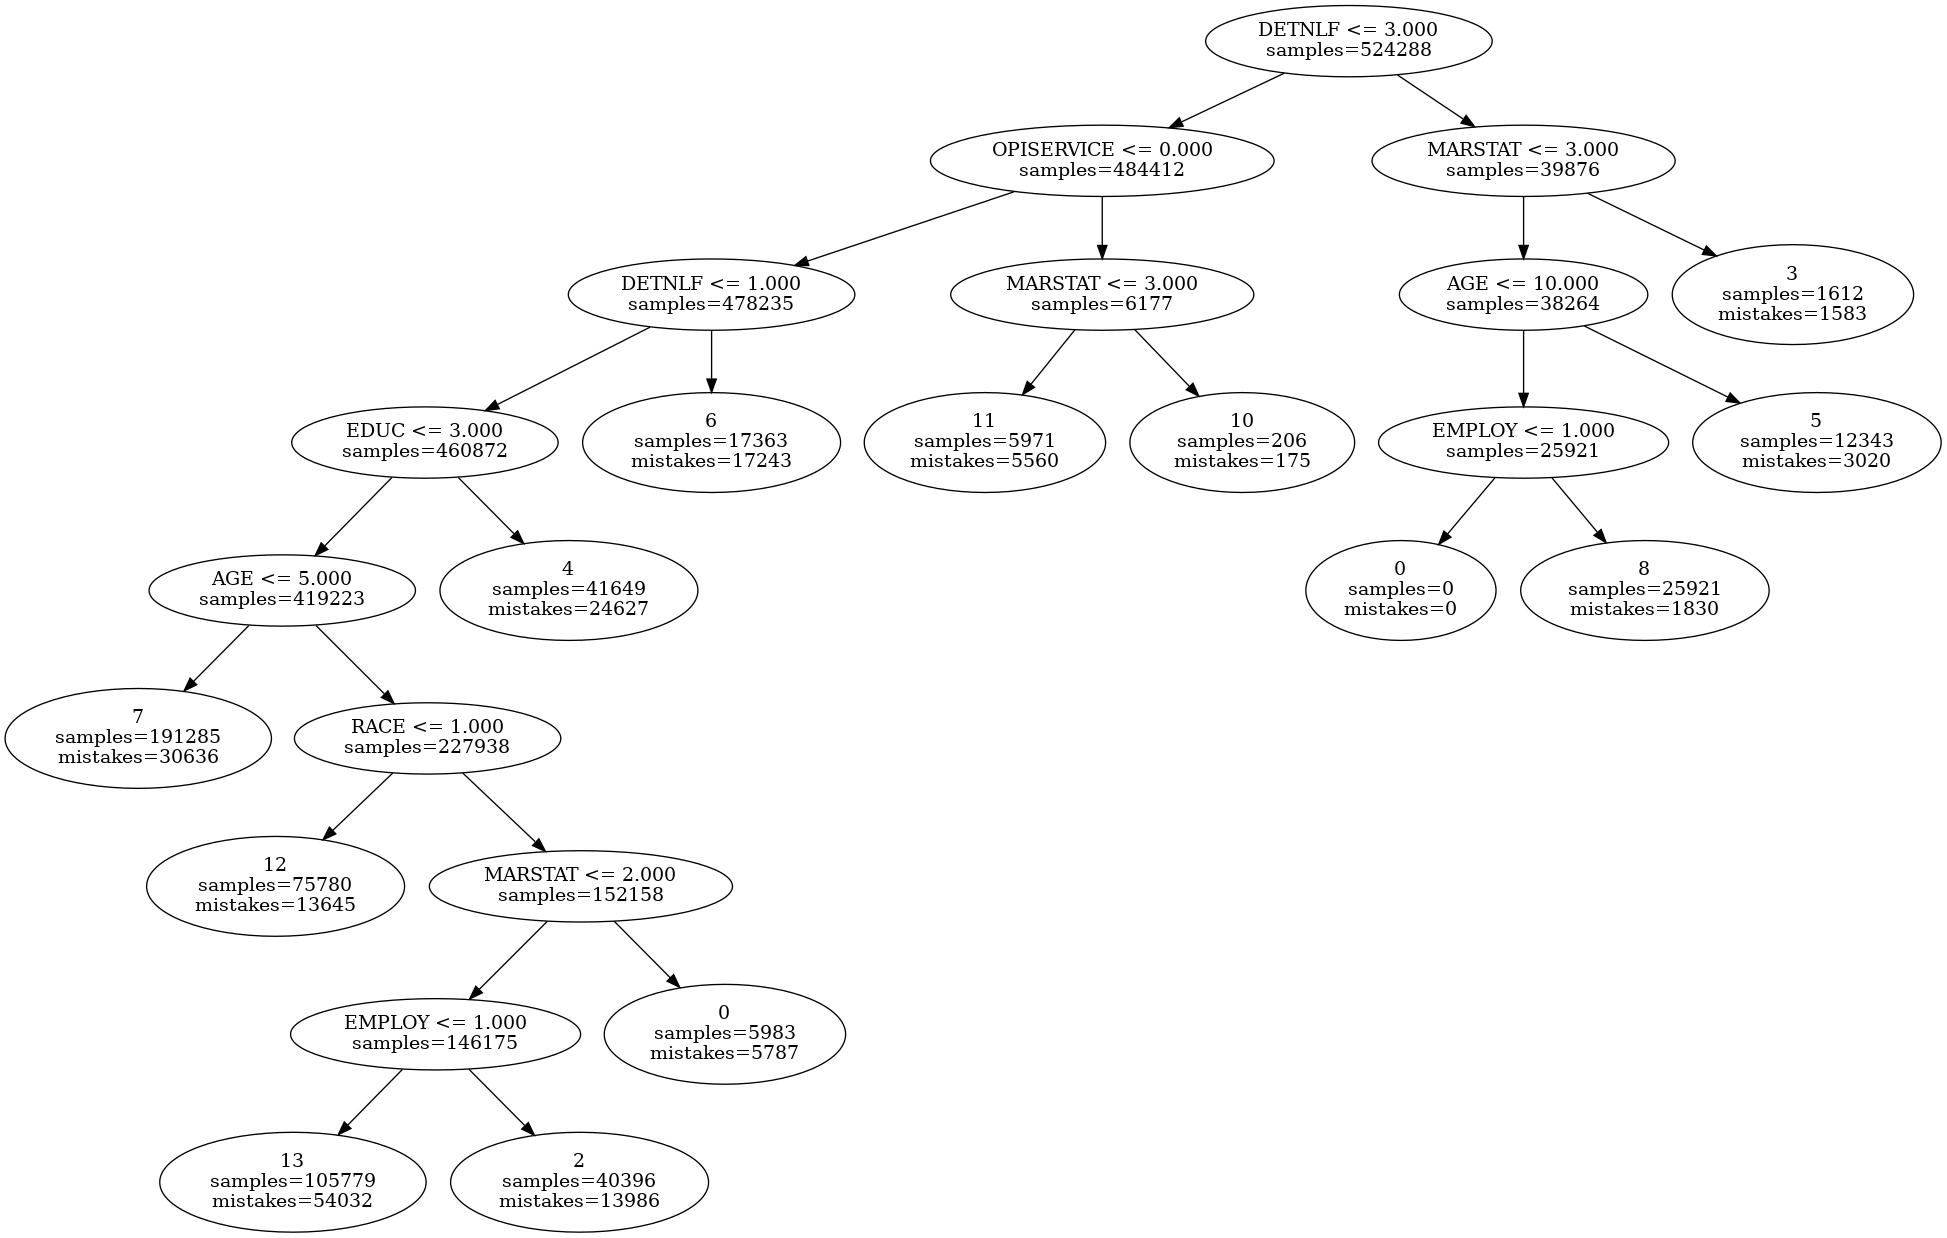 DETNLF <= 3.000
samples=524288
OPISERVICE <= 0.000
samples=484412
MARSTAT <= 3.000
samples=39876
DETNLF <= 1.000
samples=478235
MARSTAT <= 3.000
samples=6177
AGE <= 10.000
samples=38264
3
samples=1612
mistakes=1583
EDUC <= 3.000
samples=460872
6
samples=17363
mistakes=17243
11
samples=5971
mistakes=5560
10
samples=206
mistakes=175
EMPLOY <= 1.000
samples=25921
5
samples=12343
mistakes=3020
AGE <= 5.000
samples=419223
4
samples=41649
mistakes=24627
0
samples=0
mistakes=0
8
samples=25921
mistakes=1830
7
samples=191285
mistakes=30636
RACE <= 1.000
samples=227938
12
samples=75780
mistakes=13645
MARSTAT <= 2.000
samples=152158
EMPLOY <= 1.000
samples=146175
0
samples=5983
mistakes=5787
13
samples=105779
mistakes=54032
2
samples=40396
mistakes=13986